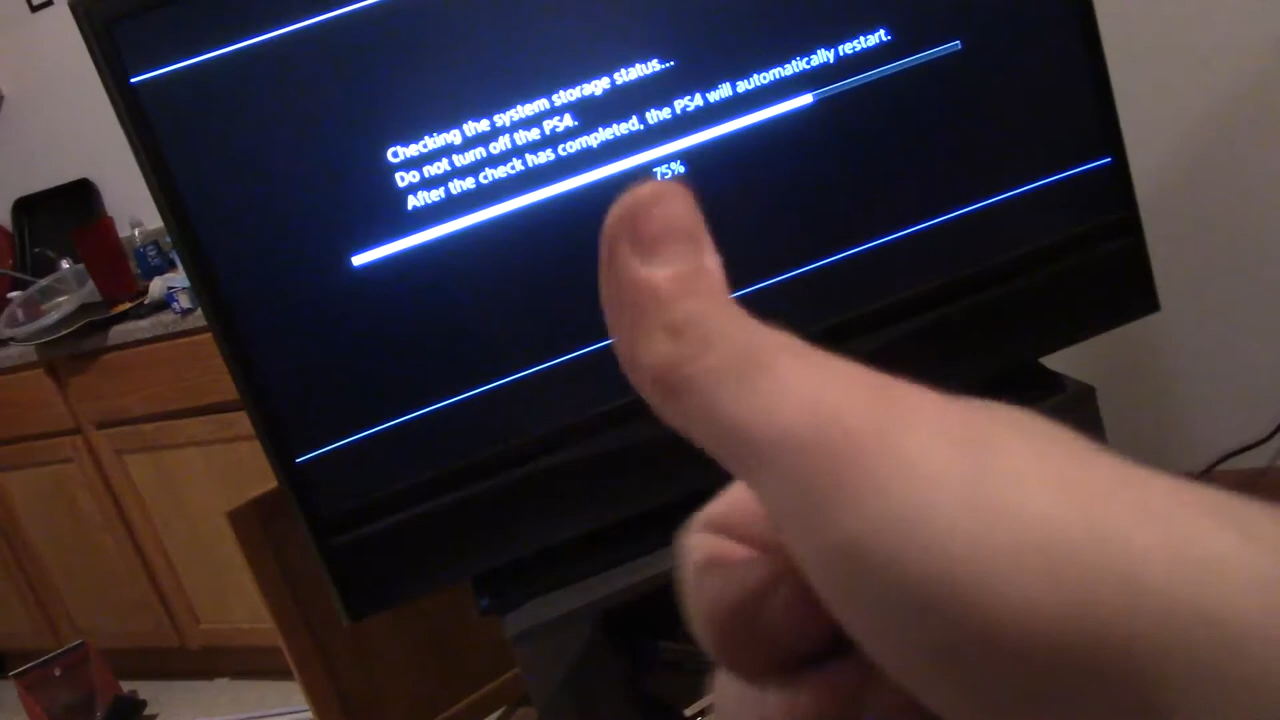 Checking the system storage status...
Do not turn off the PS4.
After the check has completed, the PS4 will automatically restart.
75%